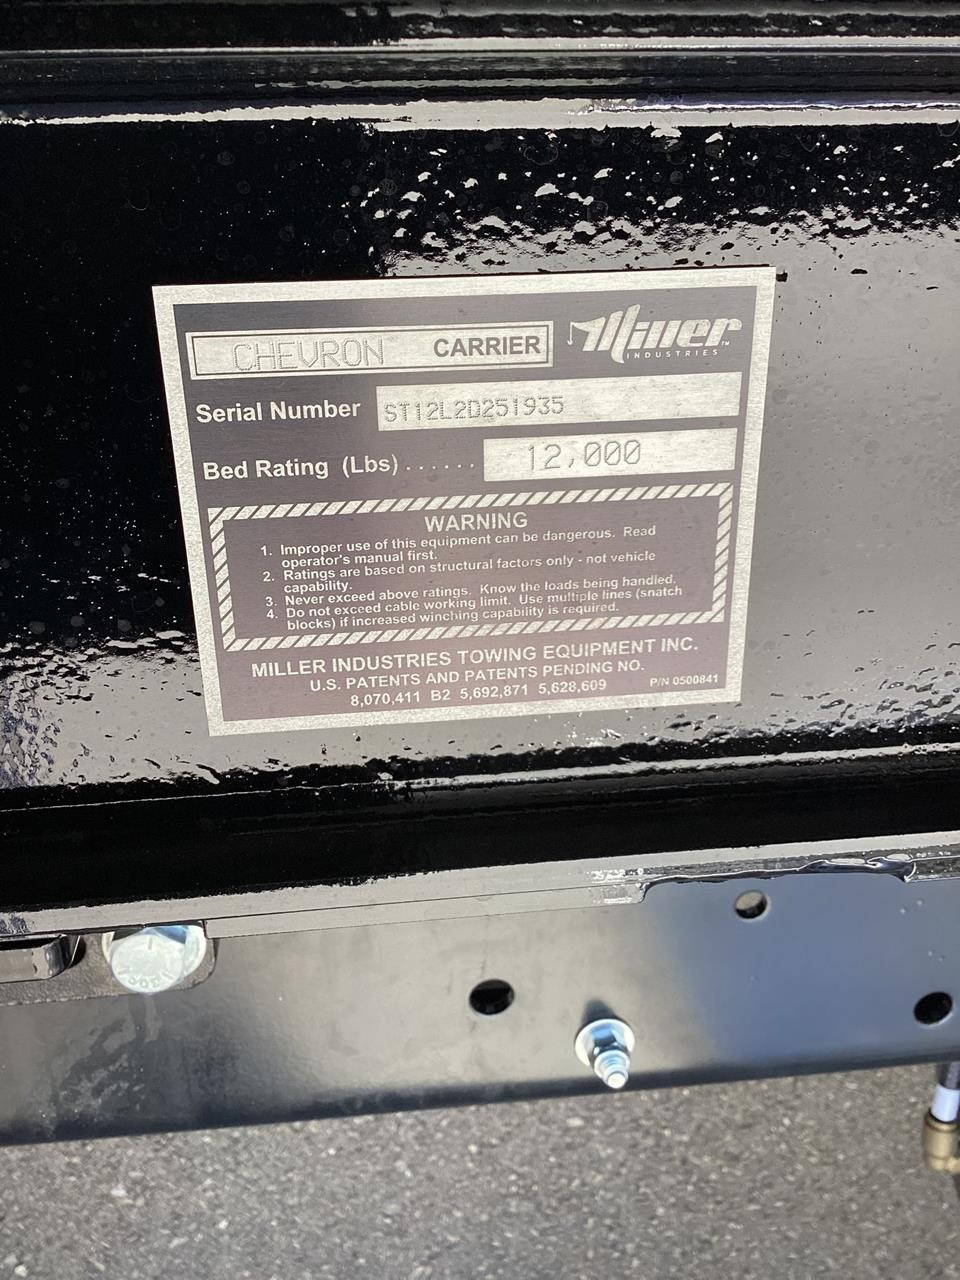 CHEVRON CARRIER
Miller
INDUSTRIES
Serial Number ST12L2D251935
Bed Rating (Lbs) ...... 12,000
WARNING
1. Improper use of this equipment can be dangerous. Read
operator's manual first.
2. Ratings are based on structural factors only - not vehicle
capability.
3. Never exceed above ratings. Know the loads being handled.
4. Do not exceed cable working limit. Use multiple lines (snatch
blocks) if increased winching capability is required.
MILLER INDUSTRIES TOWING EQUIPMENT INC.
U.S. PATENTS AND PATENTS PENDING NO.
8,070,411 B2 5,692,871 5,628,609 P/N 0500841